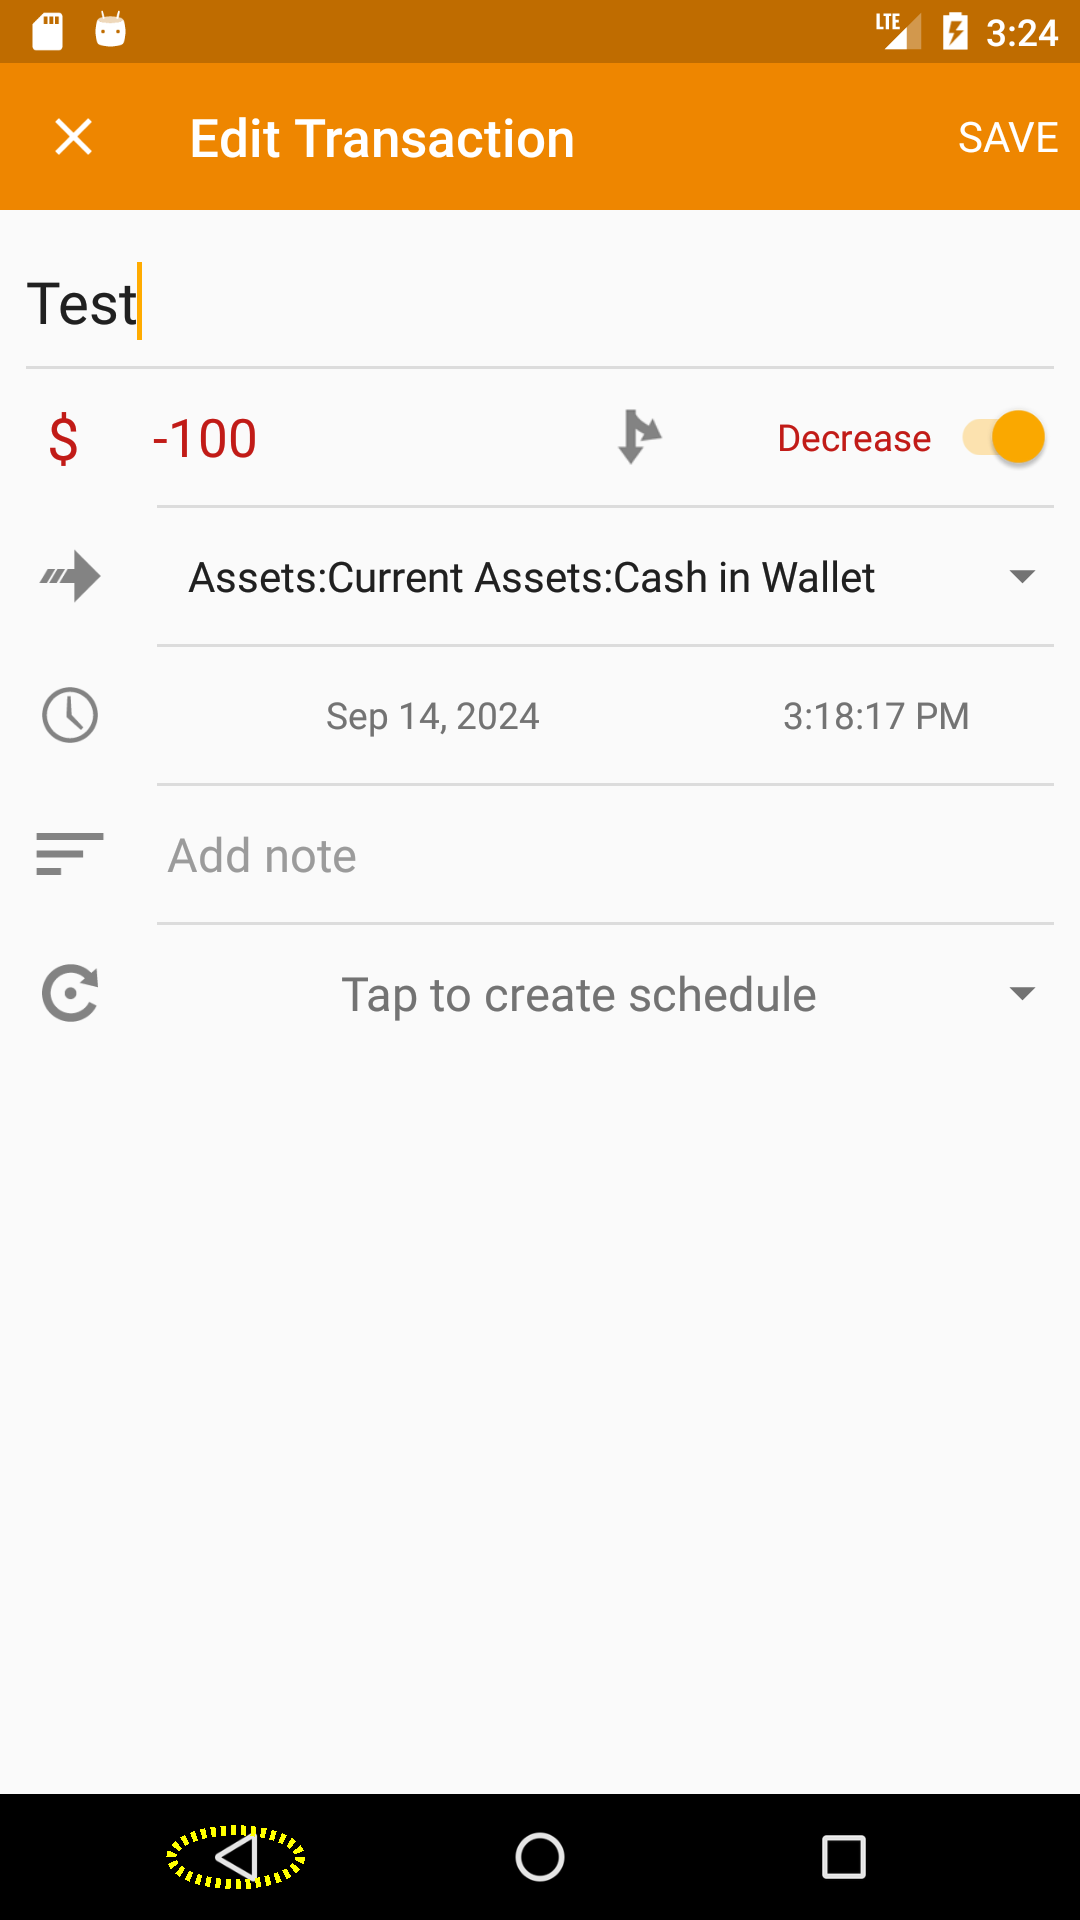 LTE 3:24
Edit Transaction SAVE
Test
$ -100 Decrease
Assets:Current Assets:Cash in Wallet
Sep 14, 2024 3:18:17 PM
Add note
Tap to create schedule